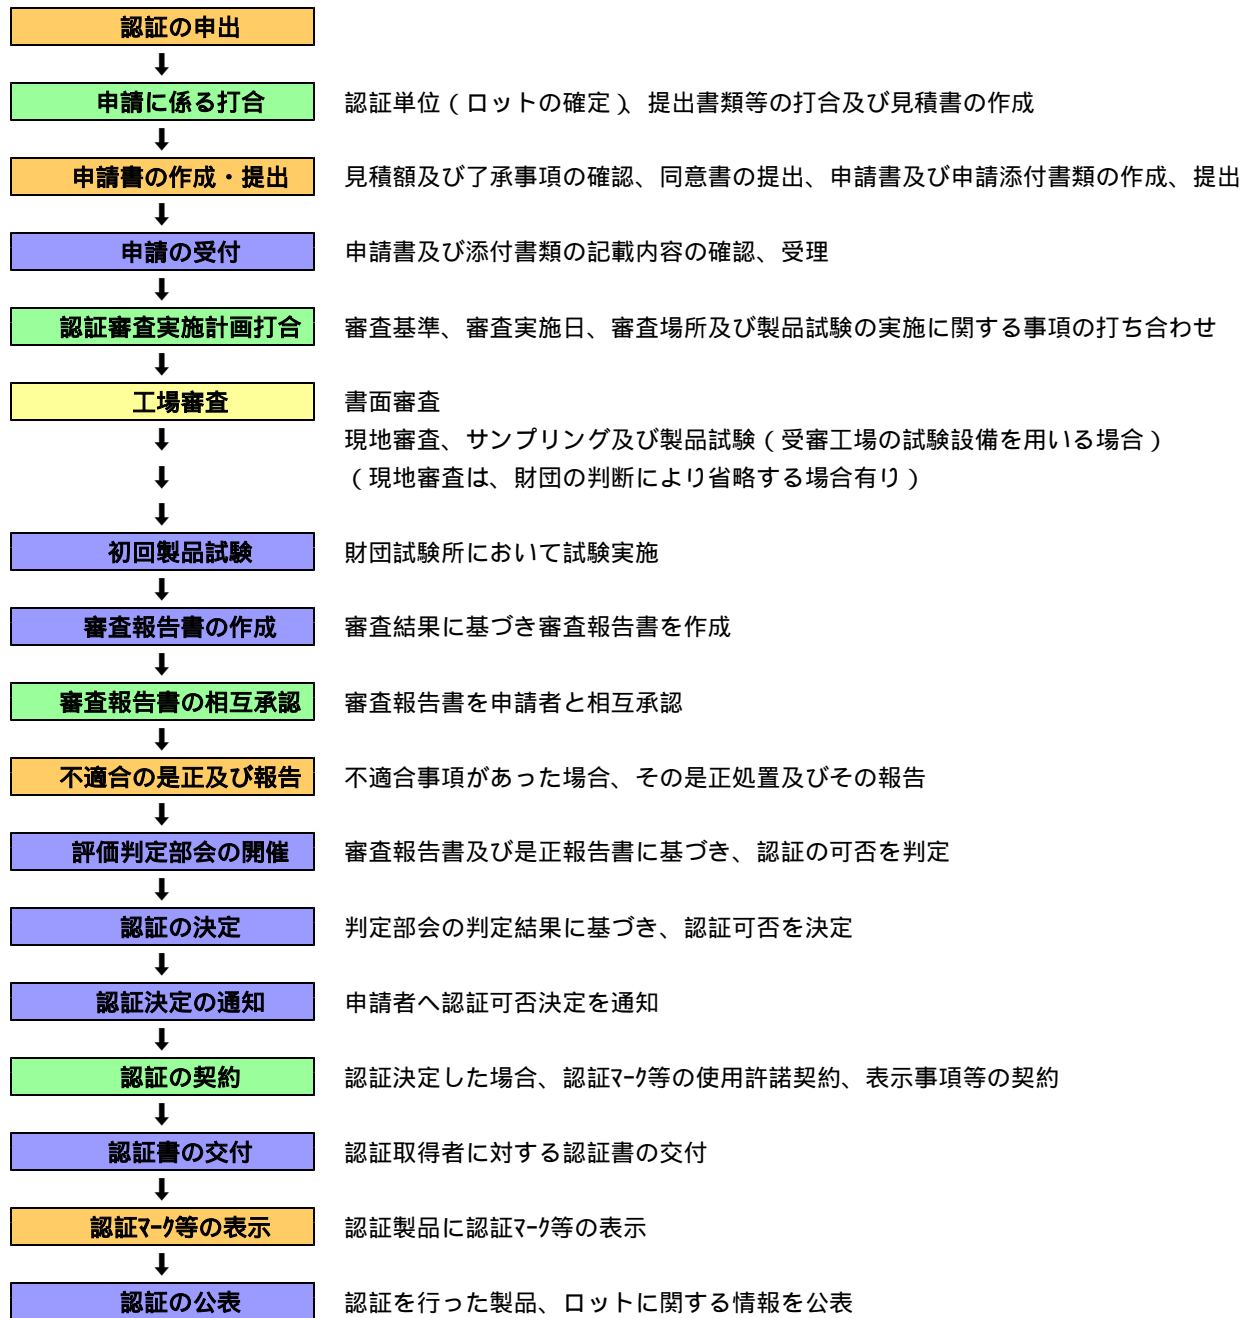 認証の申出
申請に係る打合 認証単位（ロットの確定）、提出書類等の打合及び見積書の作成
申請書の作成・提出 見積額及び了承事項の確認、同意書の提出、申請書及び申請添付書類の作成、提出
申請の受付 申請書及び添付書類の記載内容の確認、受理
認証審査実施計画打合 審査基準、審査実施日、審査場所及び製品試験の実施に関する事項の打ち合わせ
工場審査 書面審査
現地審査、サンプリング及び製品試験（受審工場の試験設備を用いる場合）
（現地審査は、財団の判断により省略する場合有り）
初回製品試験 財団試験所において試験実施
審査報告書の作成 審査結果に基づき審査報告書を作成
審査報告書の相互承認 審査報告書を申請者と相互承認
不適合の是正及び報告 不適合事項があった場合、その是正処置及びその報告
評価判定部会の開催 審査報告書及び是正報告書に基づき、認証の可否を判定
認証の決定 判定部会の判定結果に基づき、認証可否を決定
認証決定の通知 申請者へ認証可否決定を通知
認証の契約 認証決定した場合、認証ﾏｰｸ等の使用許諾契約、表示事項等の契約
認証書の交付 認証取得者に対する認証書の交付
認証ﾏｰｸ等の表示 認証製品に認証ﾏｰｸ等の表示
認証の公表 認証を行った製品、ロットに関する情報を公表